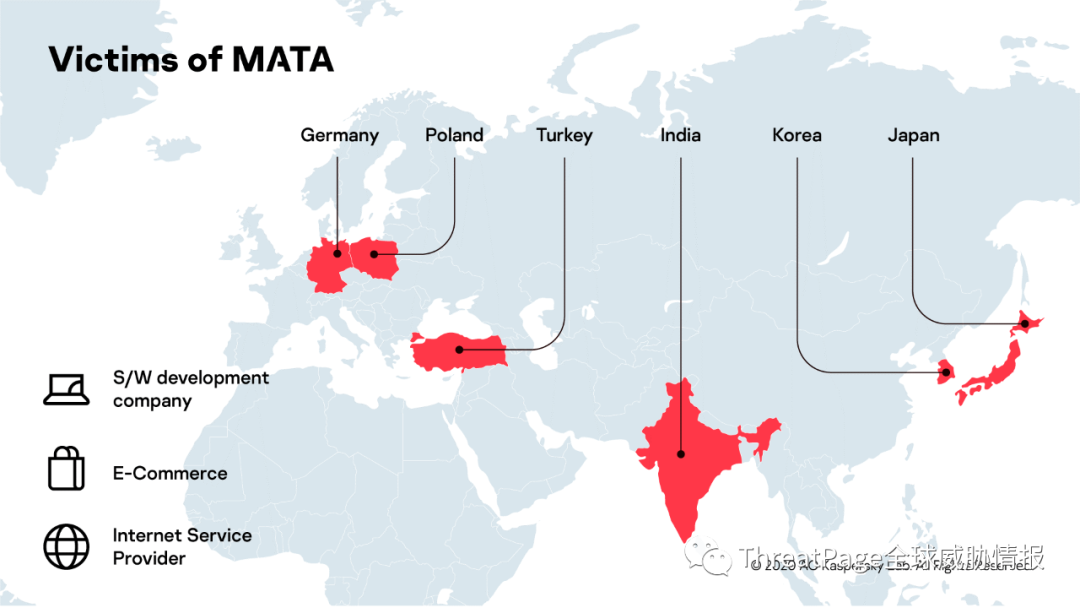 Victims of MATA
Germany
Poland
Turkey
India
Korea
Japan
S/W development
company
E-Commerce
Internet Service
Provider
ThreatPage全球威胁情报
© 2020 AO Kaspersky Lab. All Rights Reserved.